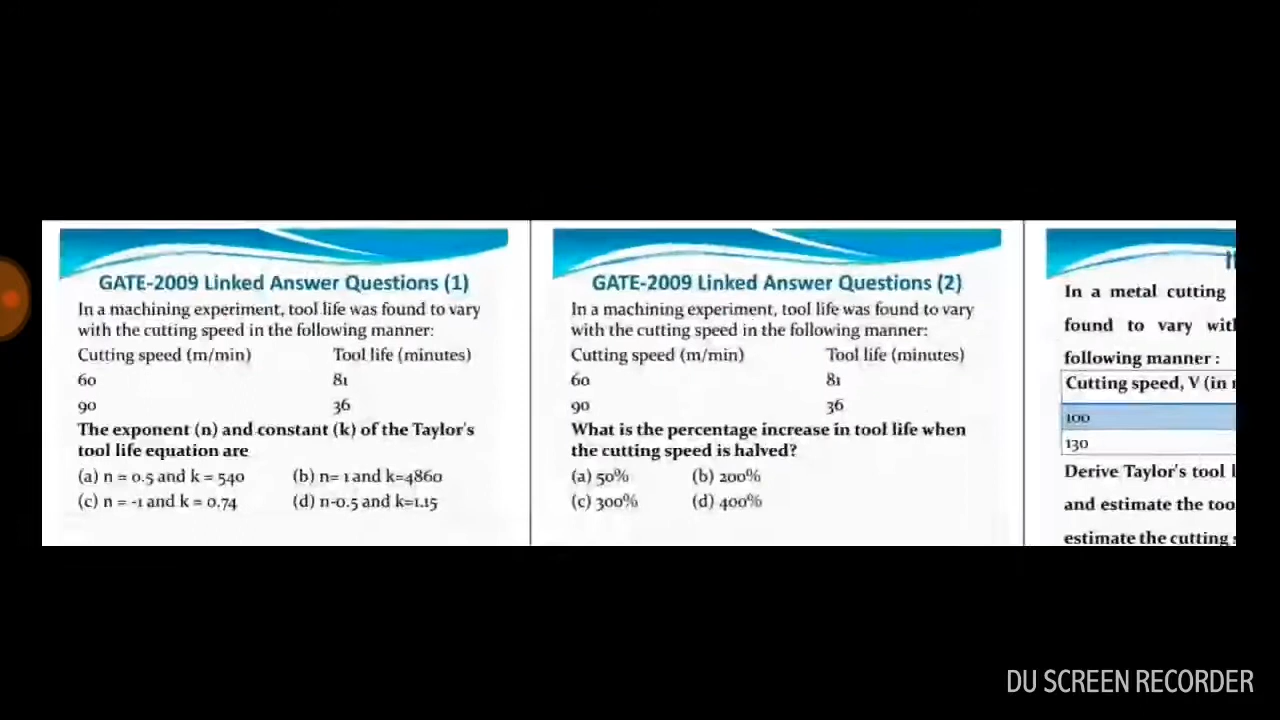 GATE-2009 Linked Answer Questions (1)
In a machining experiment, tool life was found to vary
with the cutting speed in the following manner:
Cutting speed (m/min) Tool life (minutes)
60 81
90 36
The exponent (n) and constant (k) of the Taylor's
tool life equation are
(a) n = 0.5 and k = 540 (b) n= 1 and k=4860
(c) n = -1 and k = 0.74 (d) n-0.5 and k=1.15
GATE-2009 Linked Answer Questions (2)
In a machining experiment, tool life was found to vary
with the cutting speed in the following manner:
Cutting speed (m/min) Tool life (minutes)
60 81
90 36
What is the percentage increase in tool life when
the cutting speed is halved?
(a) 50% (b) 200%
(c) 300% (d) 400%
In a metal cutting
found to vary
following manner :
Cutting speed, V (in
100
130
Derive Taylor's tool
and estimate the
estimate the cutting
DU SCREEN RECORDER